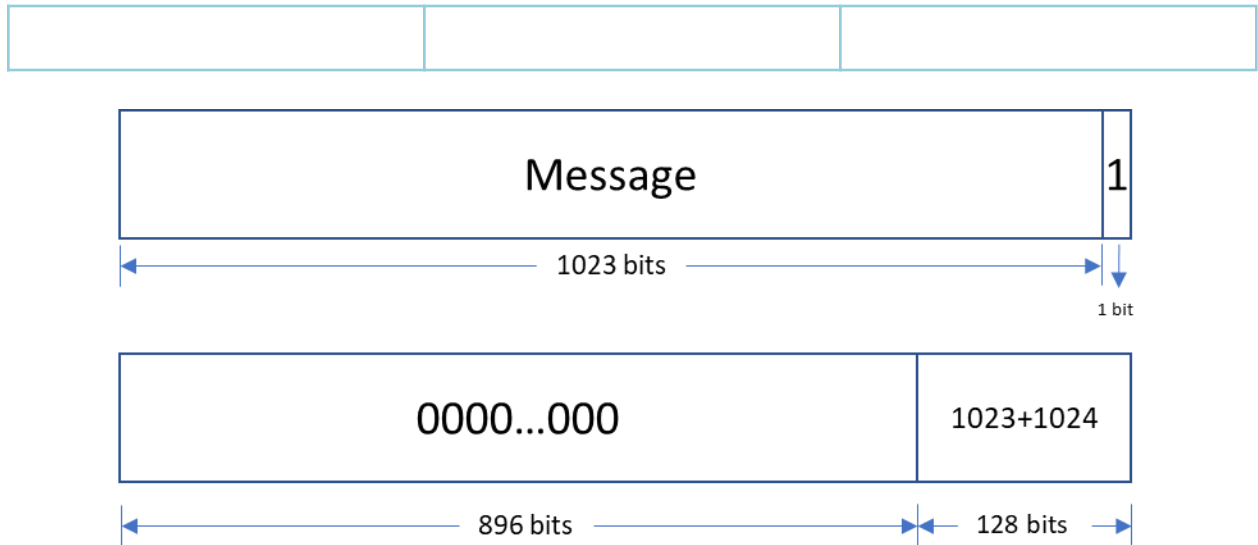 Message 1
1023 bits
1 bit
0000...000 1023+1024
896 bits 128 bits